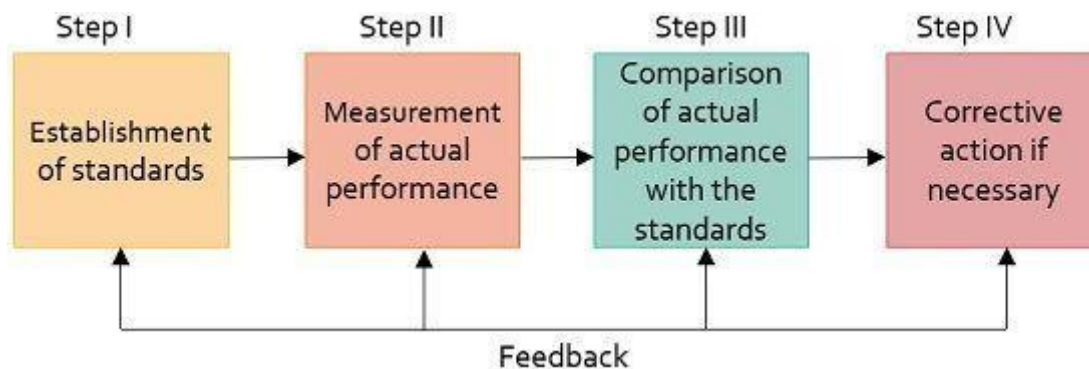 Step I
Step II
Step III
Step IV
Establishment
of standards
Measurement
of actual
performance
Comparison
of actual
performance
with the
standards
Corrective
action if
necessary
Feedback